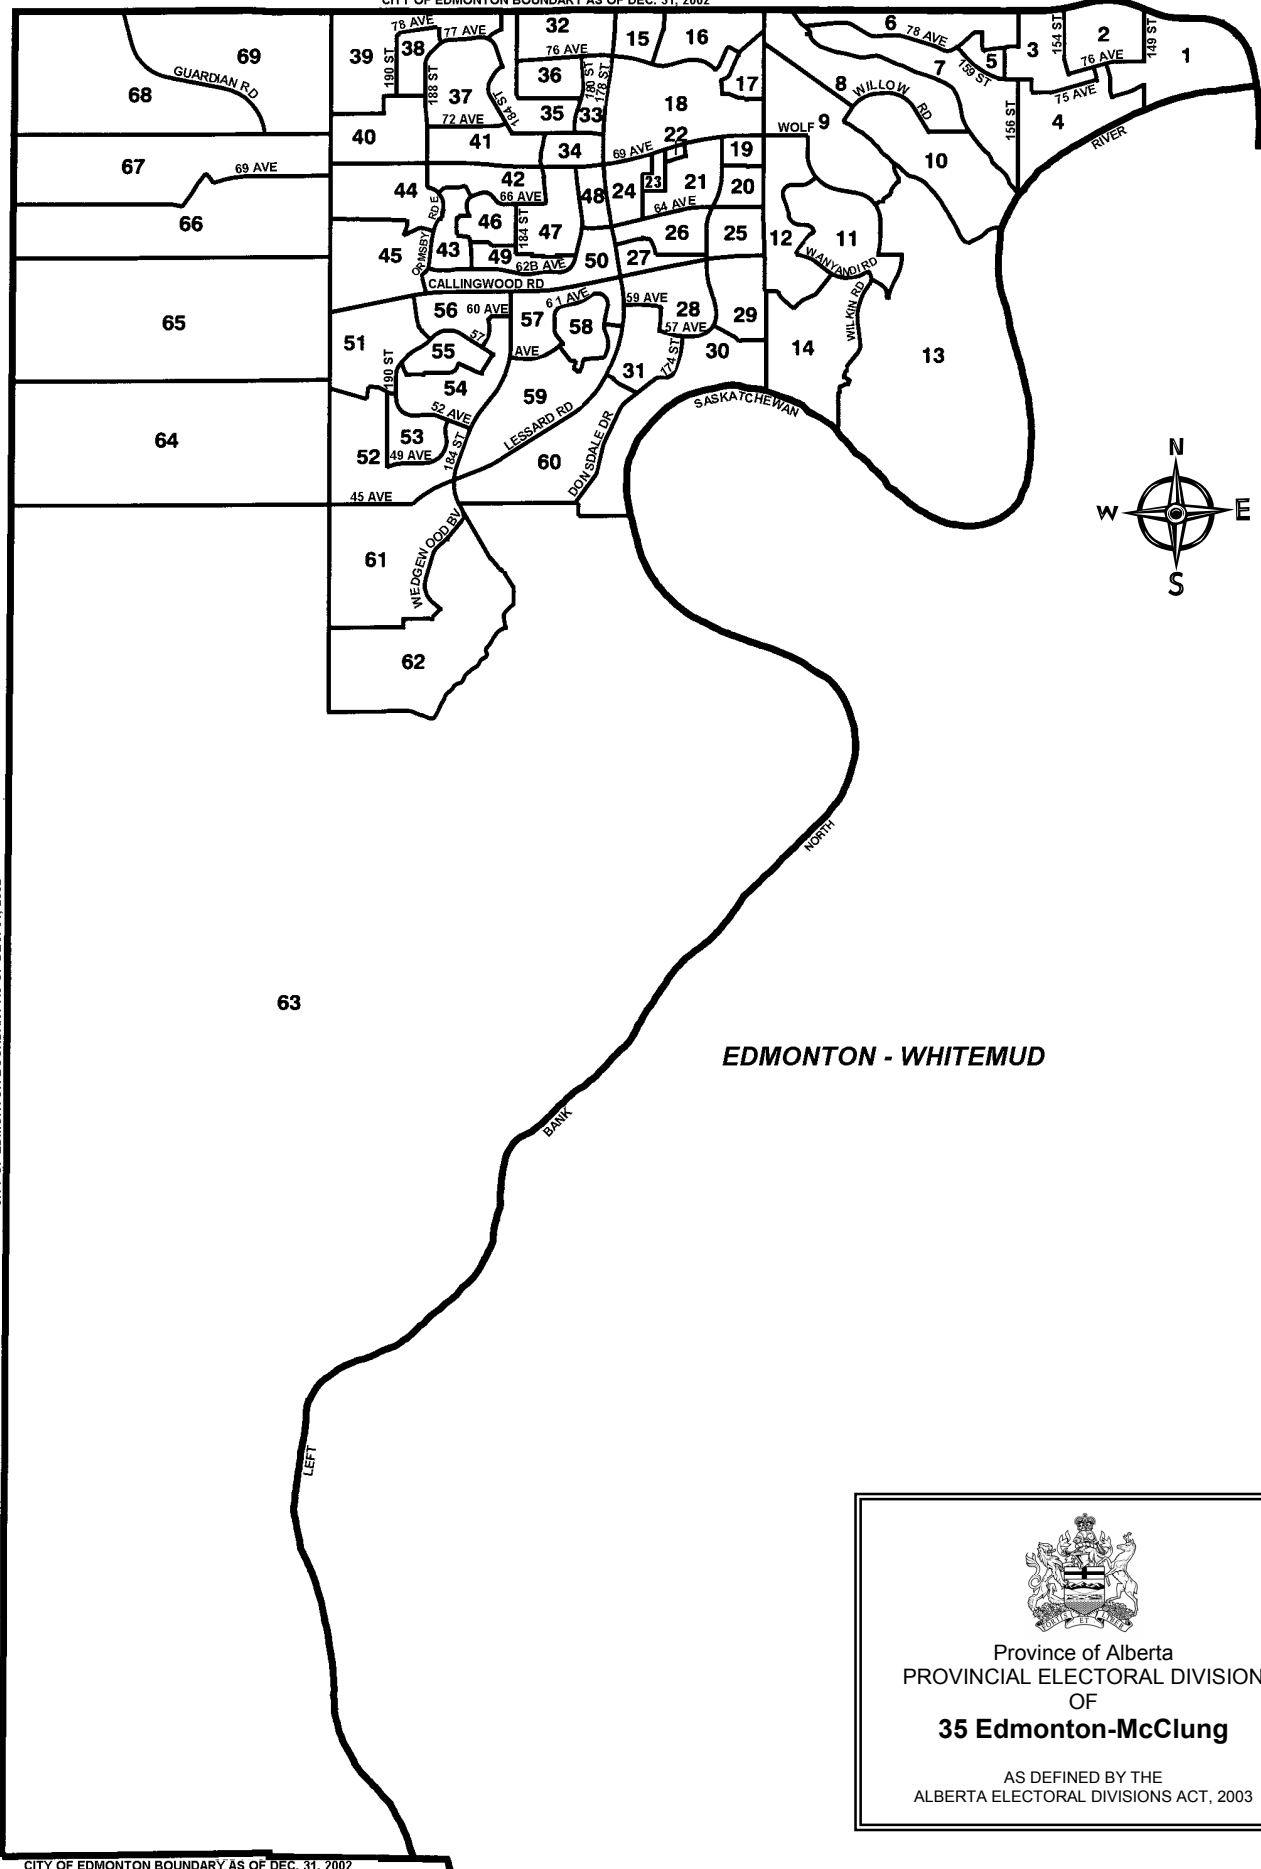 CITY OF EDMONTON BOUNDARY AS OF DEC. 31, 2002
78 AVE
77 AVE
32
15
16
6
78 AVE
154 ST
2
149 ST
69
39
190 ST
38
76 AVE
3
76 AVE
1
GUARDIAN RD
188 ST
36
180 ST
178 ST
17
7
5
159 ST
68
37
184 ST
8
WILLOW RD
75 AVE
72 AVE
35
33
18
9
156 ST
4
RIVER
40
41
34
69 AVE
22
WOLF
67
69 AVE
19
10
44
42
66 AVE
48
24
23
21
20
64 AVE
66
ORMSBY RD E
46
184 ST
47
26
25
12
11
45
43
49
62B AVE
50
27
WANYANDI RD
CALLINGWOOD RD
65
56
60 AVE
61 AVE
59 AVE
28
29
WILKIN RD
51
57
57
AVE
58
57 AVE
55
30
14
13
190 ST
54
31
174 ST
59
SASKATCHEWAN
52 AVE
LESSARD RD
64
53
52
49 AVE
184 ST
60
DONSDALE DR
45 AVE
N
W
E
S
61
WEDGEWOOD BV
62
NORTH
63
EDMONTON - WHITEMUD
BANK
LEFT
FORTIS ET LIBER
Province of Alberta
PROVINCIAL ELECTORAL DIVISION
OF
35 Edmonton-McClung
AS DEFINED BY THE
ALBERTA ELECTORAL DIVISIONS ACT, 2003
CITY OF EDMONTON BOUNDARY AS OF DEC. 31, 2002